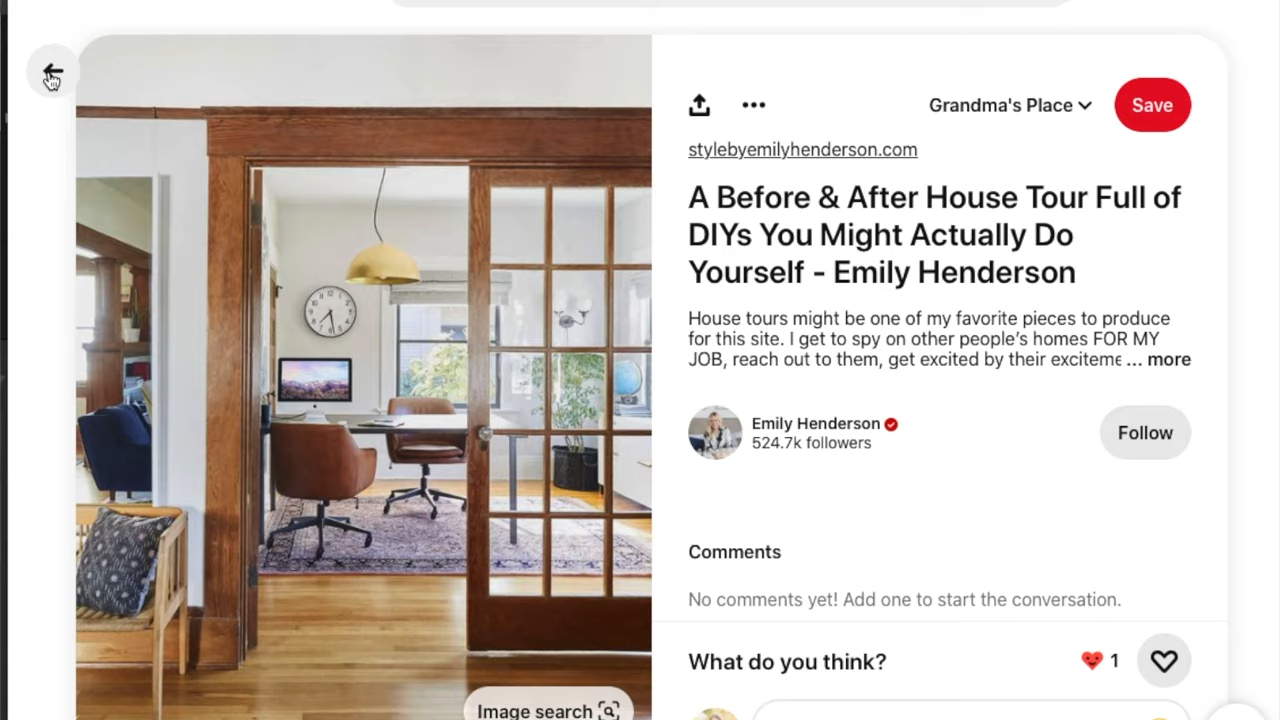 Grandma's Place
Save
stylebyemilyhenderson.com
A Before & After House Tour Full of
DIYs You Might Actually Do
Yourself - Emily Henderson
House tours might be one of my favorite pieces to produce
for this site. I get to spy on other people's homes FOR MY
JOB, reach out to them, get excited by their exciteme ... more
Emily Henderson
524.7k followers
Follow
Comments
No comments yet! Add one to start the conversation.
What do you think?
1
Image search